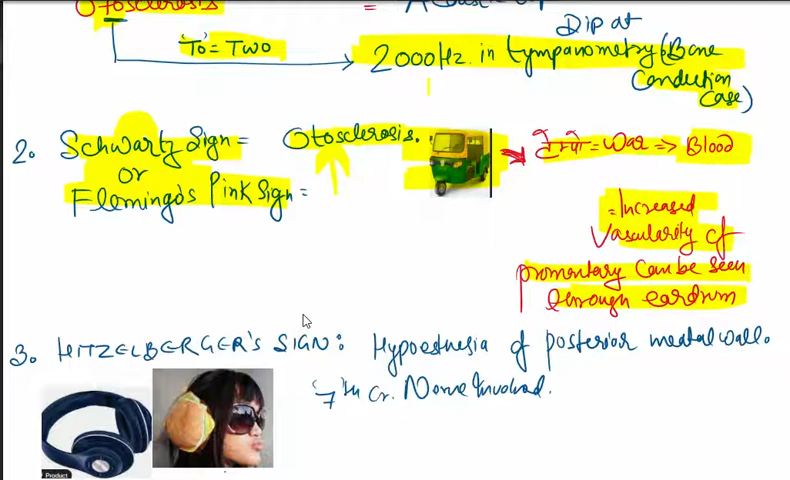 Otosclerosis =
Dip at
'To' = Two
2000Hz. in tympanometry (Bone
Conduction
Case)
2. Schwartz Sign = Otosclerosis. = War => Blood
or
Flemingo's Pink Sign =
= Increased
Vascularity of
promontary can be seen
through eardrum
3. HITZELBERGER'S SIGN: Hypoesthesia of posterior meatal wall.
7th Cr. Nerve Involved.
Product